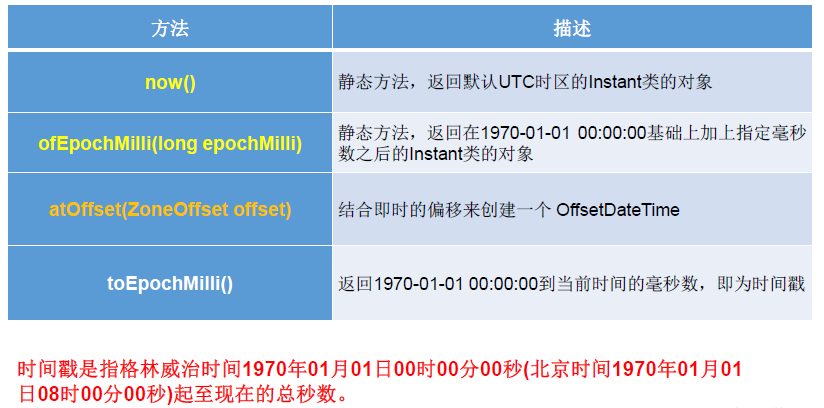 方法 描述
now() 静态方法，返回默认UTC时区的Instant类的对象
ofEpochMilli(long epochMilli) 静态方法，返回在1970-01-01 00:00:00基础上加上指定毫秒
数之后的Instant类的对象
atOffset(ZoneOffset offset) 结合即时的偏移来创建一个 OffsetDateTime
toEpochMilli() 返回1970-01-01 00:00:00到当前时间的毫秒数，即为时间戳
时间戳是指格林威治时间1970年01月01日00时00分00秒(北京时间1970年01月01
日08时00分00秒)起至现在的总秒数。